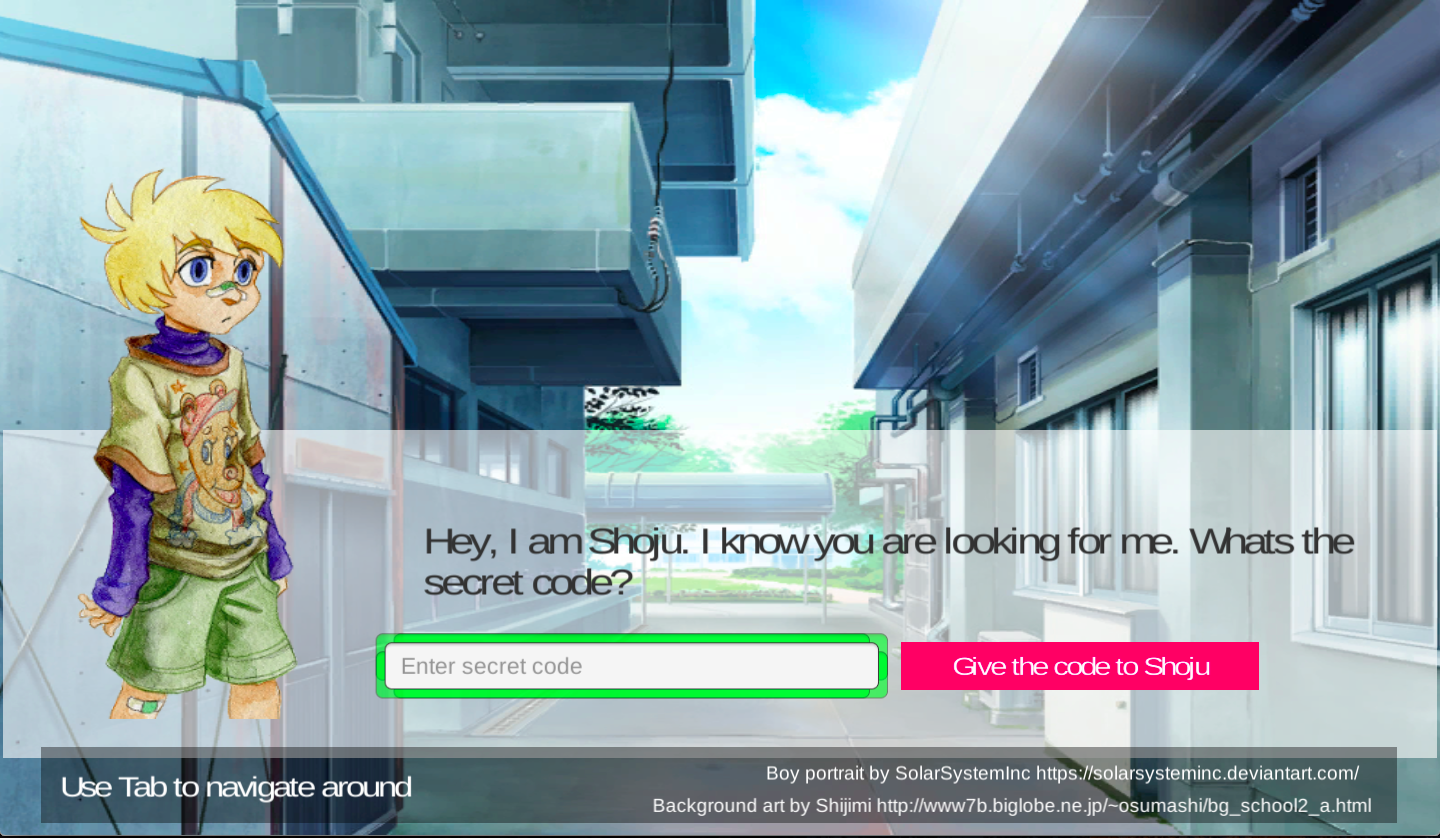 Hey, I am Shoju. I know you are looking for me. Whats the
secret code?
Enter secret code
Give the code to Shoju
Use Tab to navigate around
Boy portrait by SolarSystemInc https://solarsysteminc.deviantart.com/
Background art by Shijimi http://www7b.biglobe.ne.jp/~osumashi/bg_school2_a.html